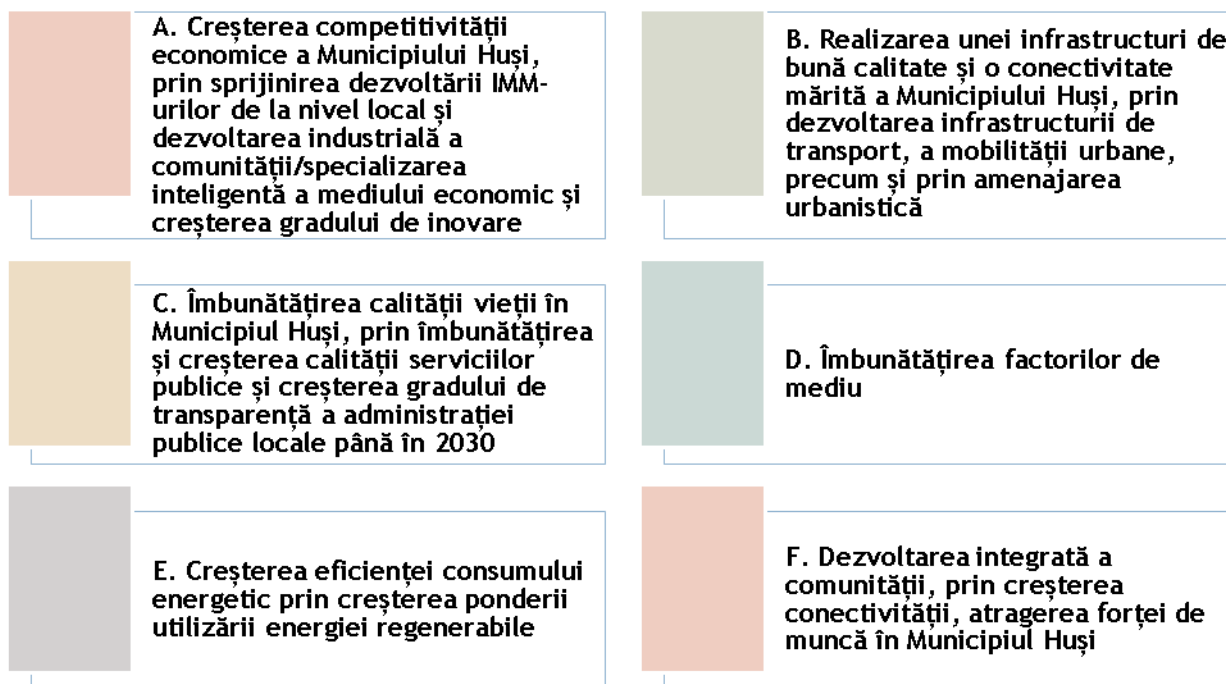 A. Creșterea competitivității
economice a Municipiului Huși,
prin sprijinirea dezvoltării IMM-
urilor de la nivel local și
dezvoltarea industrială a
comunității/specializarea
inteligentă a mediului economic și
creșterea gradului de inovare
B. Realizarea unei infrastructuri de
bună calitate și o conectivitate
mărită a Municipiului Huși, prin
dezvoltarea infrastructurii de
transport, a mobilității urbane,
precum și prin amenajarea
urbanistică
C. Îmbunătățirea calității vieții în
Municipiul Huși, prin îmbunătățirea
și creșterea calității serviciilor
publice și creșterea gradului de
transparență a administrației
publice locale până în 2030
D. Îmbunătățirea factorilor de
mediu
E. Creșterea eficienței consumului
energetic prin creșterea ponderii
utilizării energiei regenerabile
F. Dezvoltarea integrată a
comunității, prin creșterea
conectivității, atragerea forței de
muncă în Municipiul Huși